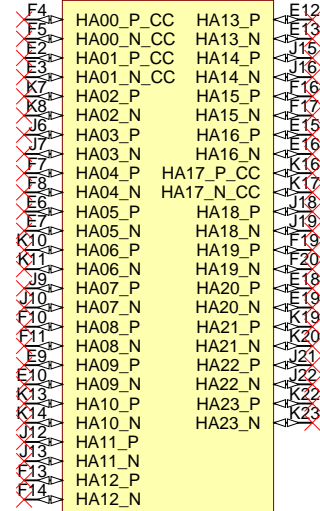 F4 HA00_P_CC HA13_P E12
F5 HA00_N_CC HA13_N E13
E2 HA01_P_CC HA14_P J15
E3 HA01_N_CC HA14_N J16
K7 HA02_P HA15_P F16
K8 HA02_N HA15_N F17
J6 HA03_P HA16_P E15
J7 HA03_N HA16_N E16
F7 HA04_P HA17_P_CC K16
F8 HA04_N HA17_N_CC K17
E6 HA05_P HA18_P J18
E7 HA05_N HA18_N J19
K10 HA06_P HA19_P F19
K11 HA06_N HA19_N F20
J9 HA07_P HA20_P E18
J10 HA07_N HA20_N E19
F10 HA08_P HA21_P K19
F11 HA08_N HA21_N K20
E9 HA09_P HA22_P J21
E10 HA09_N HA22_N J22
K13 HA10_P HA23_P K22
K14 HA10_N HA23_N K23
J12 HA11_P
J13 HA11_N
F13 HA12_P
F14 HA12_N